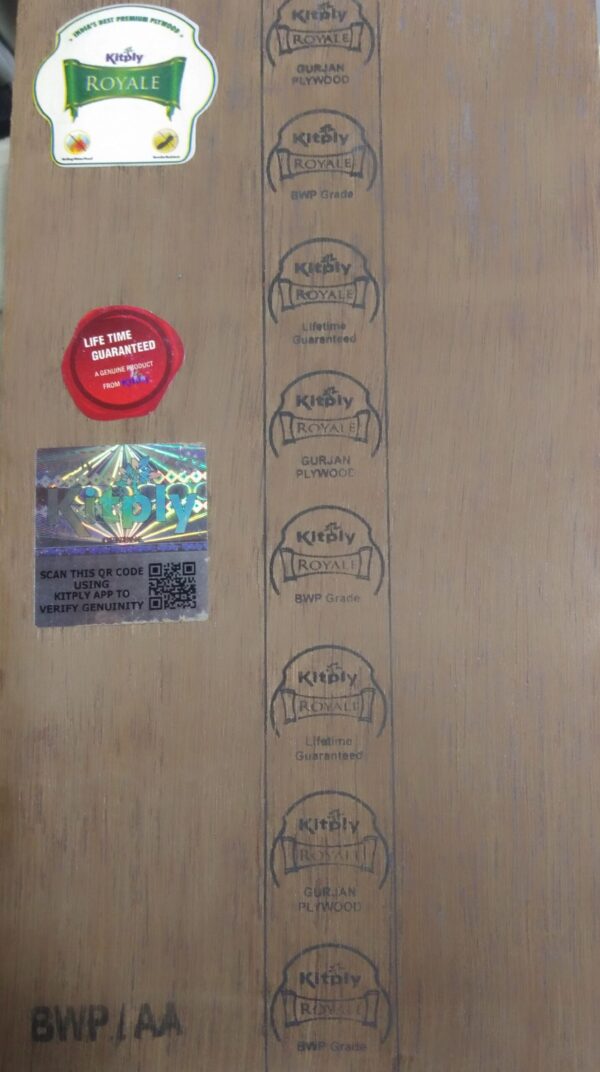 INDIA'S BEST PREMIUM PLYWOOD
Kitply
ROYALE
LIFE TIME
GUARANTEED
A GENUINE PRODUCT
FROM
Kitply
SCAN THIS QR CODE
USING
KITPLY APP TO
VERIFY GENUINITY
BWP / AA
ROYALE
GURJAN
PLYWOOD
Kitply
ROYALE
BWP Grade
Kitply
ROYALE
Lifetime
Guaranteed
Kitply
ROYALE
GURJAN
PLYWOOD
Kitply
ROYALE
BWP Grade
Kitply
ROYALE
Lifetime
Guaranteed
Kitply
ROYALE
GURJAN
PLYWOOD
Kitply
ROYALE
BWP Grade